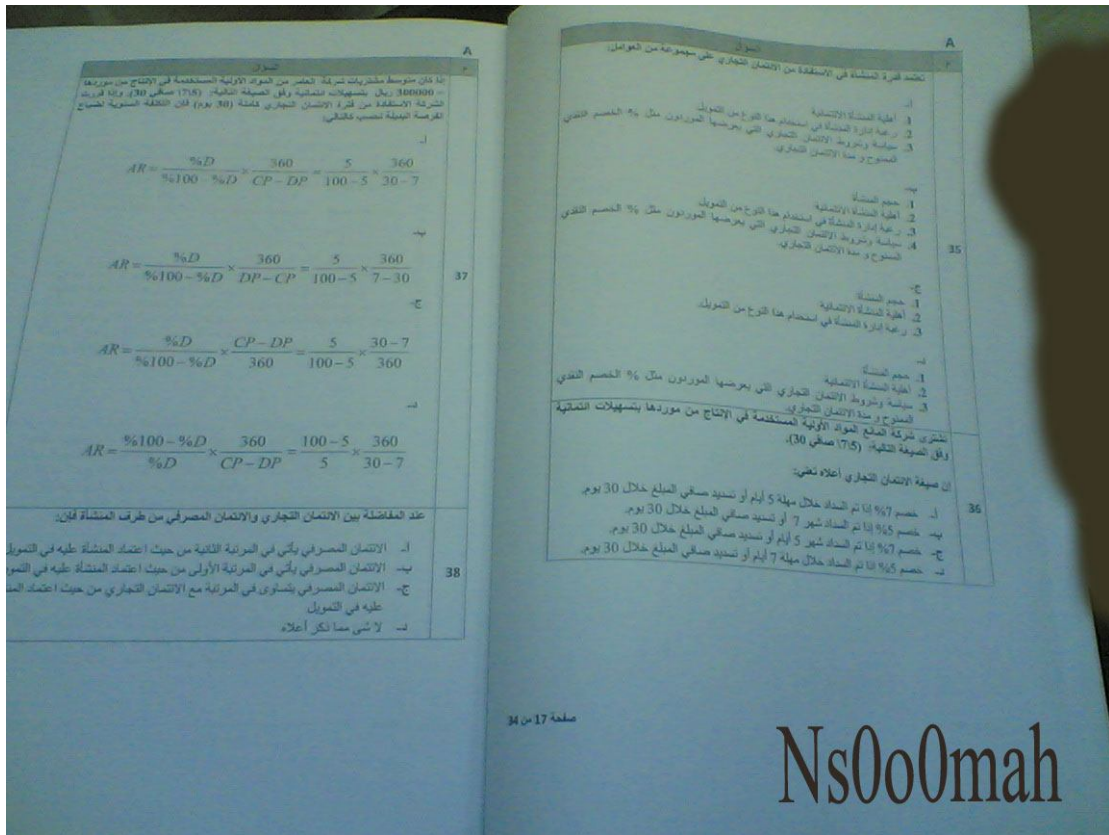 A
م
السؤال
تعتمد قدرة المنشأة في الاستفادة من الائتمان التجاري على مجموعة من العوامل:
35
أ-
1. أهلية المنشأة الائتمانية
2. رغبة إدارة المنشأة في استخدام هذا النوع من التمويل
3. سياسة وشروط الائتمان التجاري التي يعرضها الموردون مثل % الخصم النقدي
الممنوح و مدة الائتمان التجاري.
ب-
1. حجم المنشأة
2. أهلية المنشأة الائتمانية
3. رغبة إدارة المنشأة في استخدام هذا النوع من التمويل
4. سياسة وشروط الائتمان التجاري التي يعرضها الموردون مثل % الخصم النقدي
الممنوح و مدة الائتمان التجاري.
ج-
1. حجم المنشأة
2. أهلية المنشأة الائتمانية
3. رغبة إدارة المنشأة في استخدام هذا النوع من التمويل.
د-
1. حجم المنشأة
2. أهلية المنشأة الائتمانية
3. سياسة وشروط الائتمان التجاري التي يعرضها الموردون مثل % الخصم النقدي
الممنوح و مدة الائتمان التجاري.
36
تشتري شركة المانع المواد الأولية المستخدمة في الإنتاج من موردها بتسهيلات ائتمانية
وفق الصيغة التالية: (5\7 صافي 30).
إن صيغة الائتمان التجاري أعلاه تعني:
أ- خصم 7% إذا تم السداد خلال مهلة 5 أيام أو تسديد صافي المبلغ خلال 30 يوم.
ب- خصم 5% إذا تم السداد شهر 7 أو تسديد صافي المبلغ خلال 30 يوم.
ج- خصم 7% إذا تم السداد شهر 5 أو تسديد صافي المبلغ خلال 30 يوم.
د- خصم 5% إذا تم السداد خلال مهلة 7 أيام أو تسديد صافي المبلغ خلال 30 يوم.
صفحة 17 من 34
A
م
السؤال
إذا كان متوسط مشتريات شركة العامر من المواد الأولية المستخدمة في الإنتاج من موردها
= 300000 ريال بتسهيلات ائتمانية وفق الصيغة التالية: (5\7 صافي 30). وإذا قررت
الشركة الاستفادة من فترة الائتمان التجاري كاملة (30 يوم) فإن التكلفة السنوية لضياع
الفرصة البديلة تحسب كالتالي:
37
أ-
AR = %D / (%100 − %D) × 360 / (CP − DP) = 5 / (100 − 5) × 360 / (30 − 7)
ب-
AR = %D / (%100 − %D) × 360 / (DP − CP) = 5 / (100 − 5) × 360 / (7 − 30)
ج-
AR = %D / (%100 − %D) × (CP − DP) / 360 = 5 / (100 − 5) × (30 − 7) / 360
د-
AR = (%100 − %D) / %D × 360 / (CP − DP) = (100 − 5) / 5 × 360 / (30 − 7)
38
عند المفاضلة بين الائتمان التجاري والائتمان المصرفي من طرف المنشأة فإن:
أ- الائتمان المصرفي يأتي في المرتبة الثانية من حيث اعتماد المنشأة عليه في التمويل
ب- الائتمان المصرفي يأتي في المرتبة الأولى من حيث اعتماد المنشأة عليه في
ج- الائتمان المصرفي يتساوى في المرتبة مع الائتمان التجاري من حيث اعتماد
عليه في التمويل
د- لا شي مما ذكر أعلاه.
Ns0o0mah